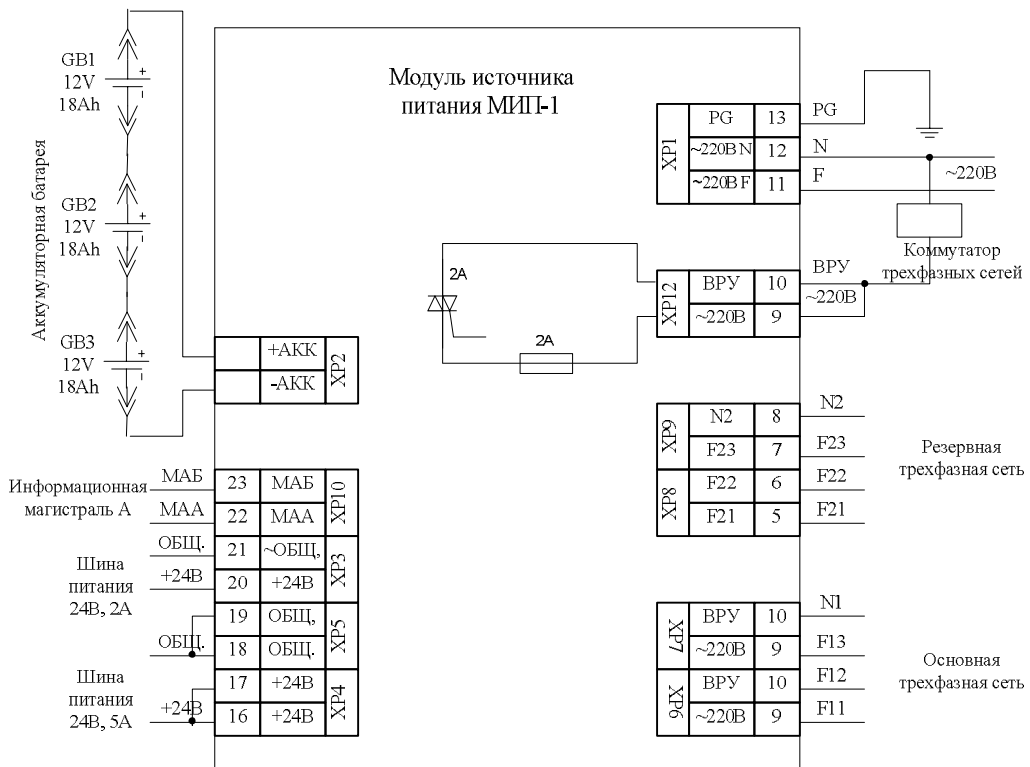 Модуль источника
питания МИП-1
Аккумуляторная батарея
GB1
12V
18Ah
+
-
GB2
12V
18Ah
+
-
GB3
12V
18Ah
+
-
+АКК
-АКК
XP2
Информационная
магистраль А
МАБ
23
МАБ
МАА
22
МАА
XP10
Шина
питания
24В, 2А
ОБЩ.
21
~ОБЩ,
+24В
20
+24В
XP3
19
ОБЩ,
ОБЩ.
18
ОБЩ.
XP5
Шина
питания
24В, 5А
17
+24В
+24В
16
+24В
XP4
XP1
PG
13
PG
~220В N
12
N
~220В F
11
F
~220В
Коммутатор
трехфазных сетей
2А
2А
XP12
ВРУ
10
ВРУ
~220В
9
~220В
XP9
N2
8
N2
F23
7
F23
XP8
F22
6
F22
F21
5
F21
Резервная
трехфазная сеть
XP7
ВРУ
10
N1
~220В
9
F13
XP6
ВРУ
10
F12
~220В
9
F11
Основная
трехфазная сеть